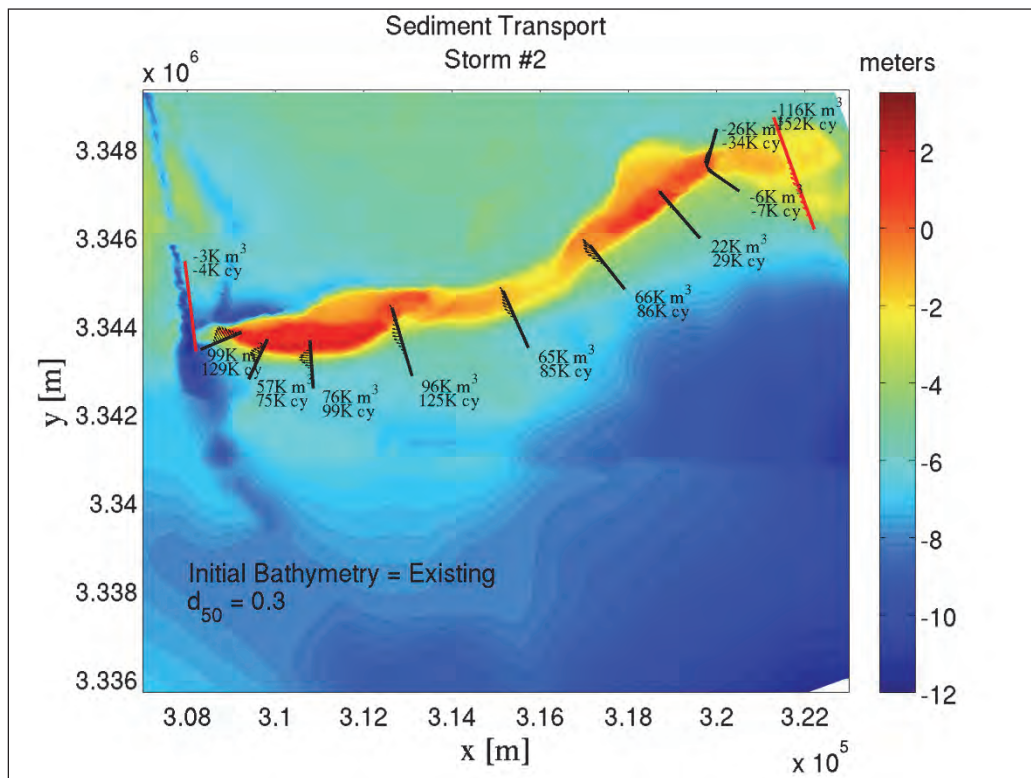 Sediment Transport
Storm #2
x 10^6
meters
3.348
3.346
3.344
3.342
3.34
3.338
3.336
y [m]
-116K m^3
-152K cy
-26K m^3
-34K cy
-6K m^3
-7K cy
22K m^3
29K cy
66K m^3
86K cy
-3K m^3
-4K cy
65K m^3
85K cy
99K m^3
129K cy
57K m^3
75K cy
76K m^3
99K cy
96K m^3
125K cy
Initial Bathymetry = Existing
d_50 = 0.3
3.08
3.1
3.12
3.14
3.16
3.18
3.2
3.22
x [m]
x 10^5
2
0
-2
-4
-6
-8
-10
-12